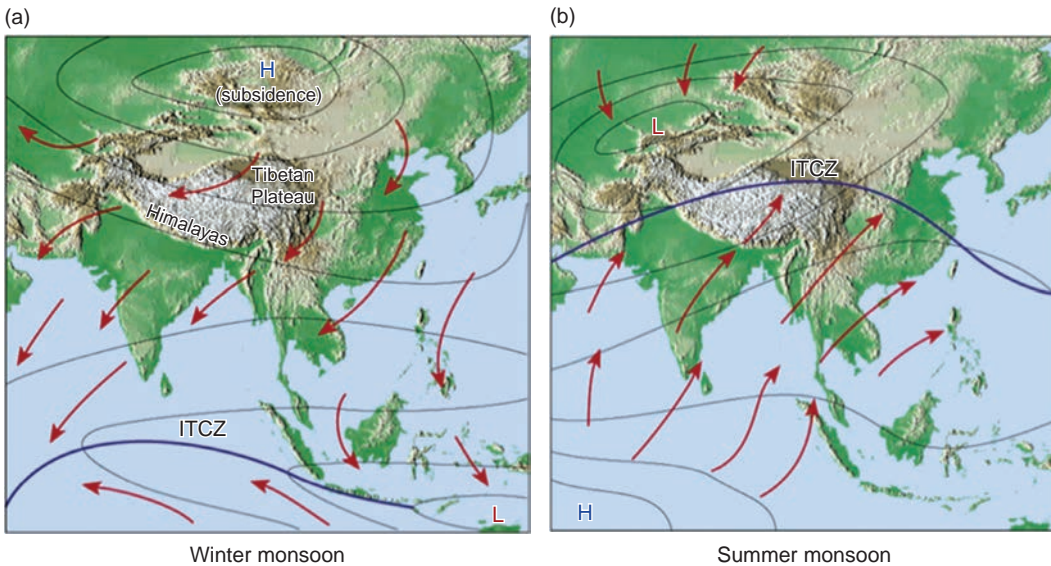 (a)
H
(subsidence)
Tibetan
Plateau
Himalayas
ITCZ
L
Winter monsoon
(b)
L
ITCZ
H
Summer monsoon